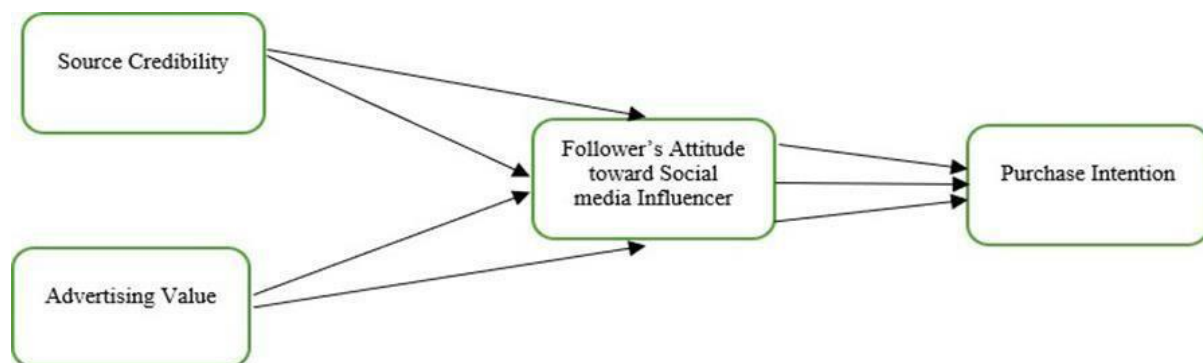 Source Credibility
Follower’s Attitude
toward Social
media Influencer
Purchase Intention
Advertising Value